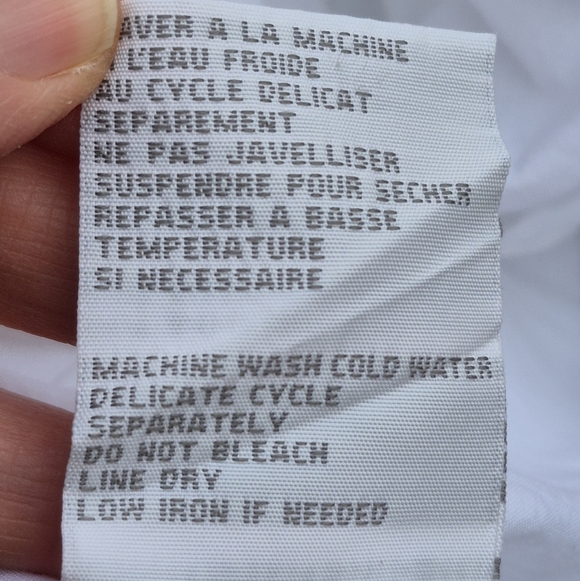 LAVER A LA MACHINE
A L'EAU FROIDE
AU CYCLE DELICAT
SEPAREMENT
NE PAS JAVELLISER
SUSPENDRE POUR SECHER
REPASSER A BASSE
TEMPERATURE
SI NECESSAIRE
MACHINE WASH COLD WATER
DELICATE CYCLE
SEPARATELY
DO NOT BLEACH
LINE DRY
LOW IRON IF NEEDED